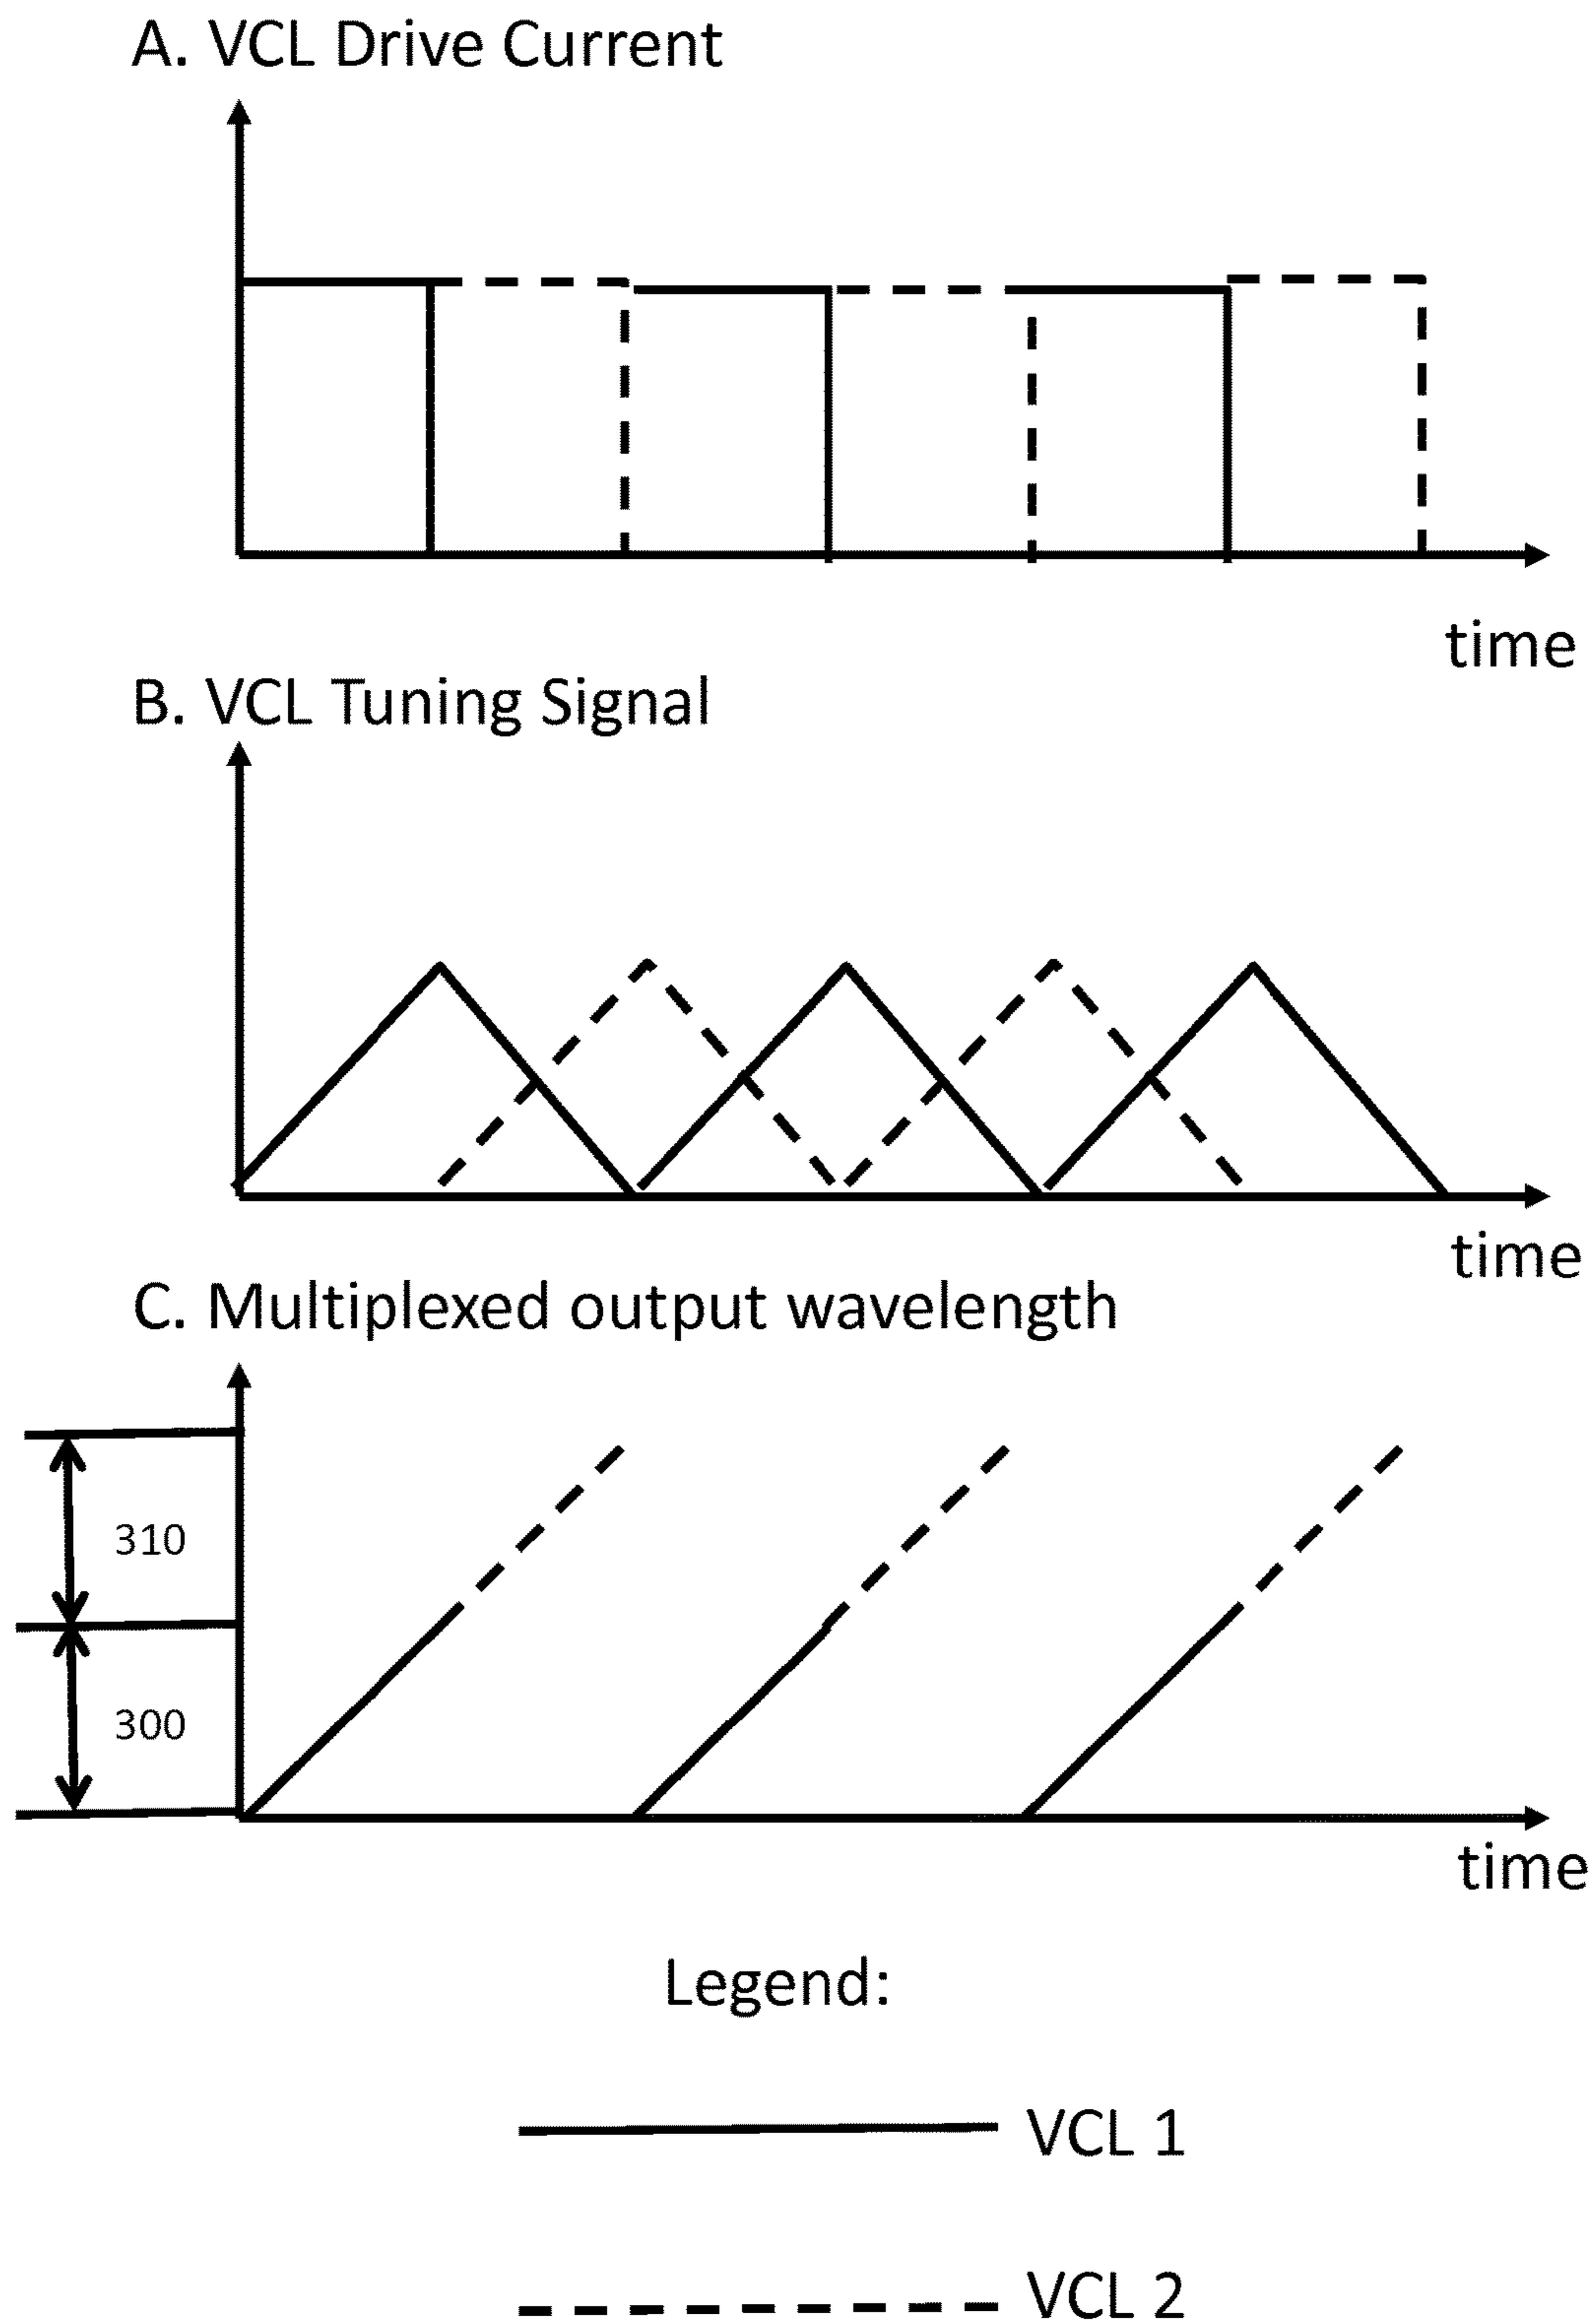 A. VCL Drive Current
time
B. VCL Tuning Signal
time
C. Multiplexed output wavelength
310
300
time
Legend:
VCL 1
VCL 2